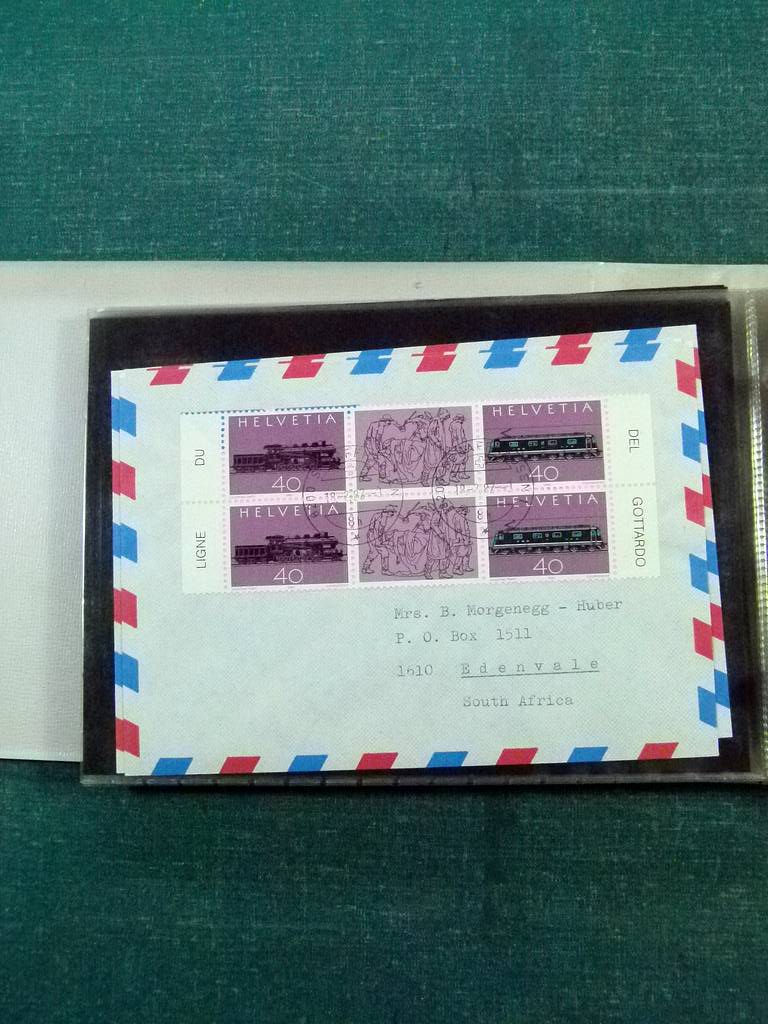 DU
HELVETIA
40
HELVETIA
40
DEL
LIGNE
HELVETIA
40
HELVETIA
40
GOTTARDO
Mrs. B. Morgenegg - Huber
P. O. Box 1511
1610 Edenvale
South Africa